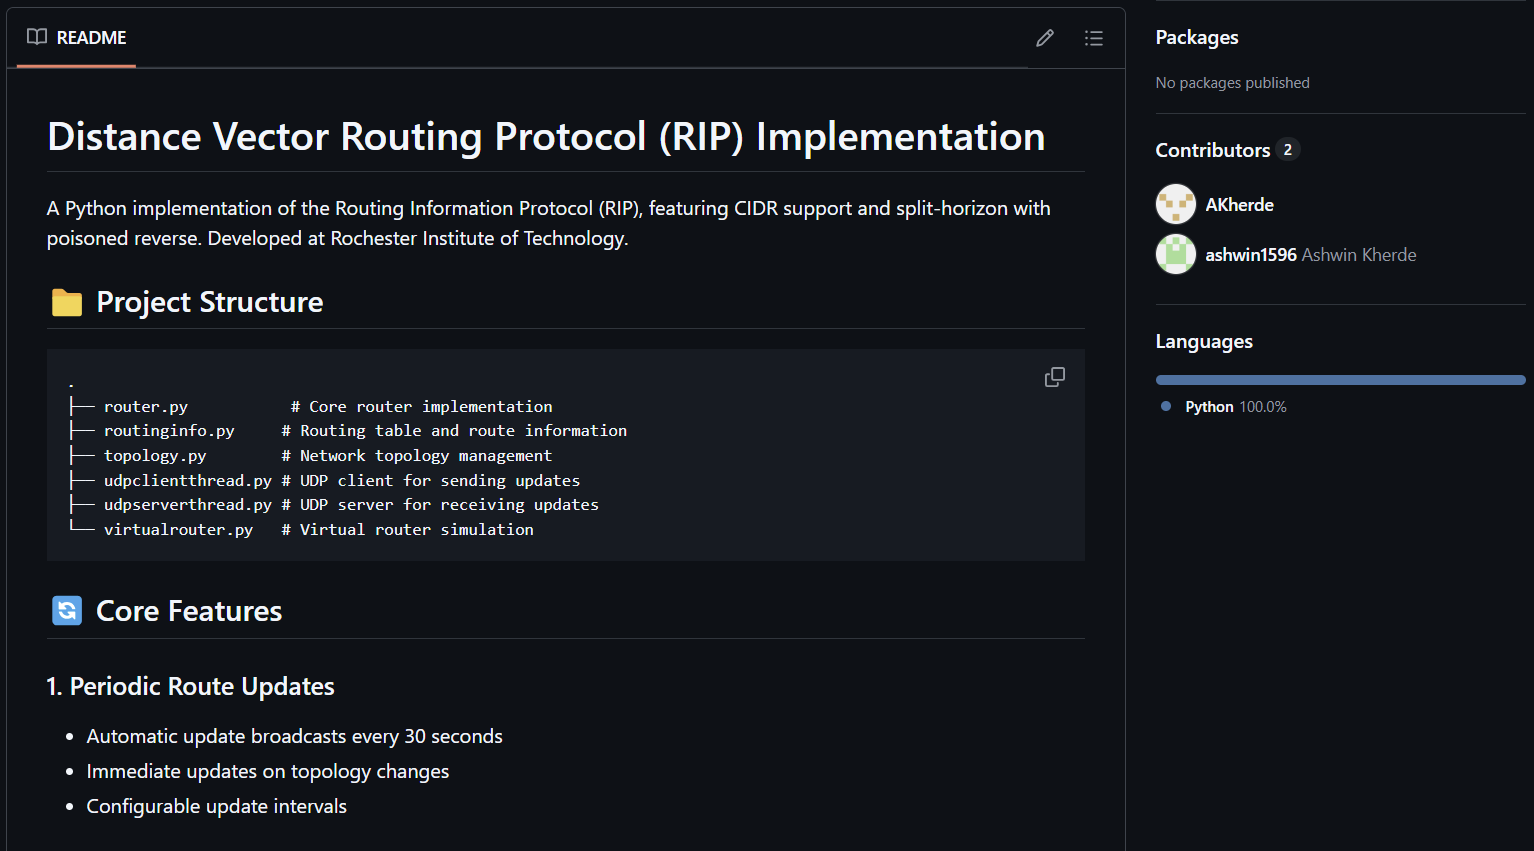 README
Distance Vector Routing Protocol (RIP) Implementation
A Python implementation of the Routing Information Protocol (RIP), featuring CIDR support and split-horizon with
poisoned reverse. Developed at Rochester Institute of Technology.
📁 Project Structure
.
├── router.py           # Core router implementation
├── routinginfo.py     # Routing table and route information
├── topology.py        # Network topology management
├── udpclientthread.py # UDP client for sending updates
├── udpserverthread.py # UDP server for receiving updates
└── virtualrouter.py   # Virtual router simulation
🔄 Core Features
1. Periodic Route Updates
• Automatic update broadcasts every 30 seconds
• Immediate updates on topology changes
• Configurable update intervals
Packages
No packages published
Contributors 2
AKherde
ashwin1596 Ashwin Kherde
Languages
Python 100.0%